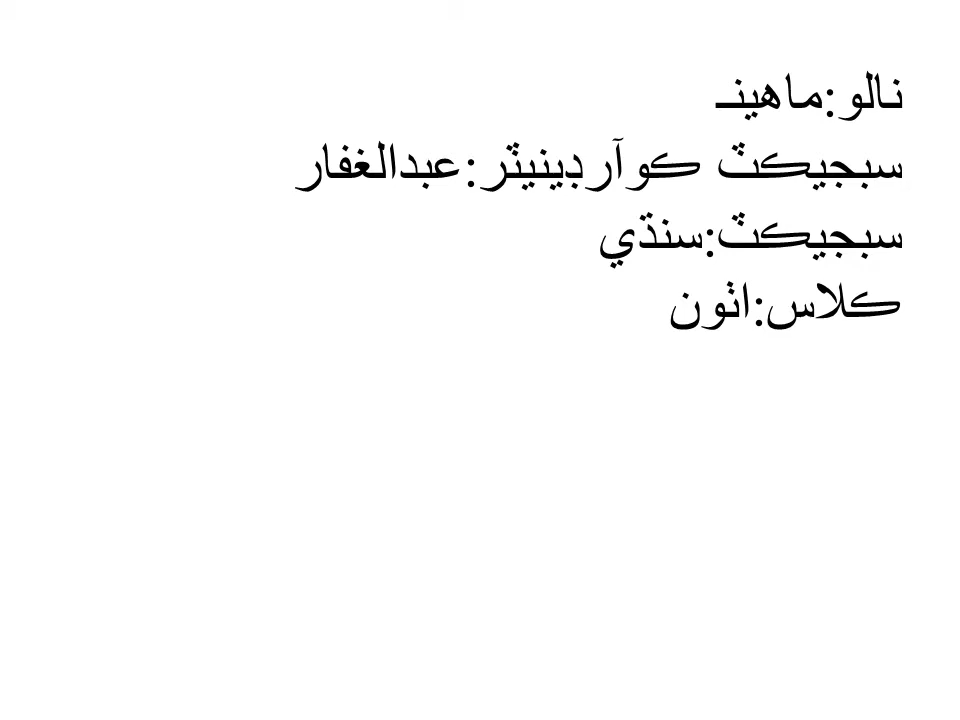 نالو:ماهينـ
سبجيڪٽ ڪوآرڊينيٽر:عبدالغفار
سبجيڪٽ:سنڌي
ڪلاس:اٺون